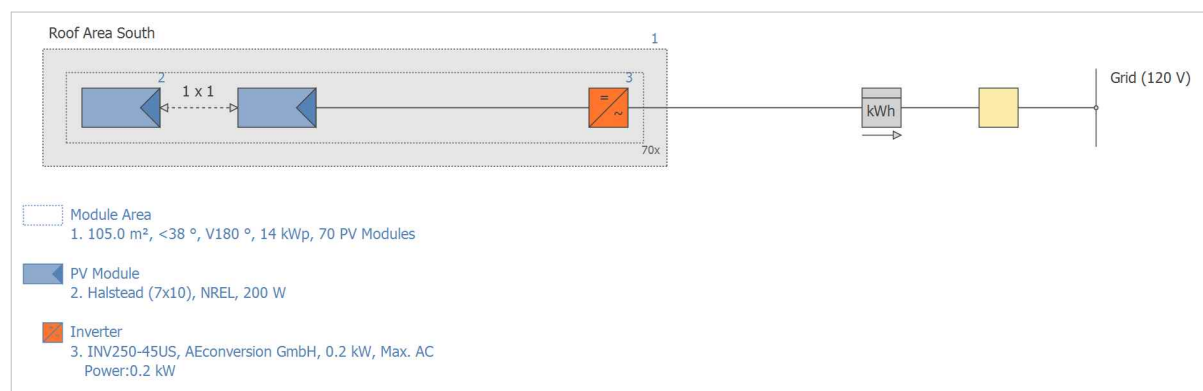 Roof Area South
1
2
1 x 1
3
= ~
70x
kWh
Grid (120 V)
Module Area
1. 105.0 m², <38 °, V180 °, 14 kWp, 70 PV Modules
PV Module
2. Halstead (7x10), NREL, 200 W
Inverter
3. INV250-45US, AEconversion GmbH, 0.2 kW, Max. AC
Power:0.2 kW